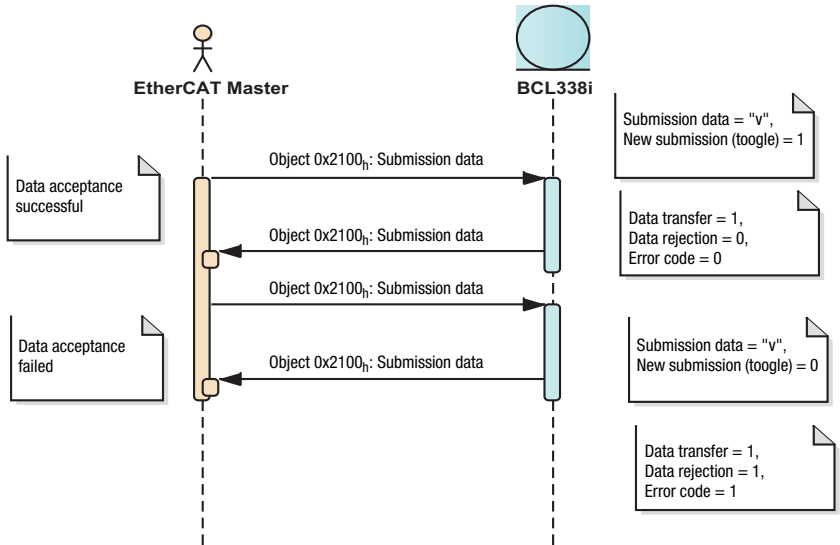 EtherCAT Master
BCL338i
Submission data = "v",
New submission (toogle) = 1
Object 0x2100h: Submission data
Data acceptance
successful
Data transfer = 1,
Data rejection = 0,
Error code = 0
Object 0x2100h: Submission data
Object 0x2100h: Submission data
Data acceptance
failed
Submission data = "v",
New submission (toogle) = 0
Object 0x2100h: Submission data
Data transfer = 1,
Data rejection = 1,
Error code = 1